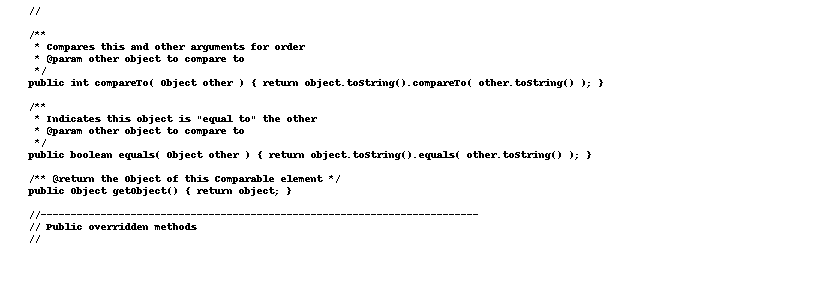 //
/**
 * Compares this and other arguments for order
 * @param other object to compare to
 */
public int compareTo( Object other ) { return object.toString().compareTo( other.toString() ); }
/**
 * Indicates this object is "equal to" the other
 * @param other object to compare to
 */
public boolean equals( Object other ) { return object.toString().equals( other.toString() ); }
/** @return the Object of this Comparable element */
public Object getObject() { return object; }
//--------------------------------------------------------------------------
// Public overridden methods
//